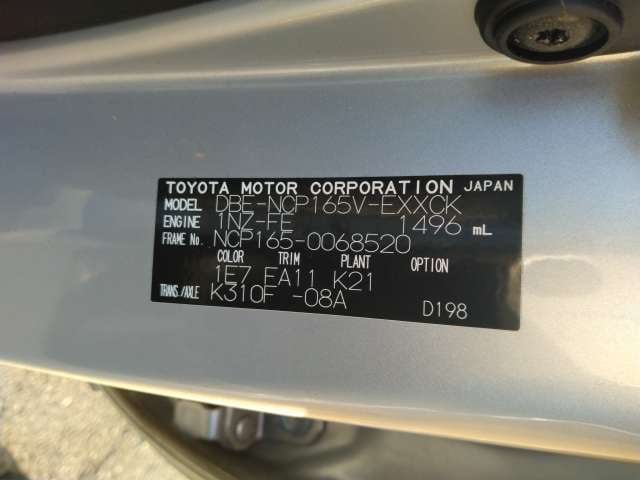 TOYOTA MOTOR CORPORATION JAPAN
MODEL DBE-NCP165V-EXXCK
ENGINE 1NZ-FE 1496 mL
FRAME No. NCP165-0068520
COLOR TRIM PLANT OPTION
1E7 FA11 K21
TRANS./AXLE K310F -08A
D198